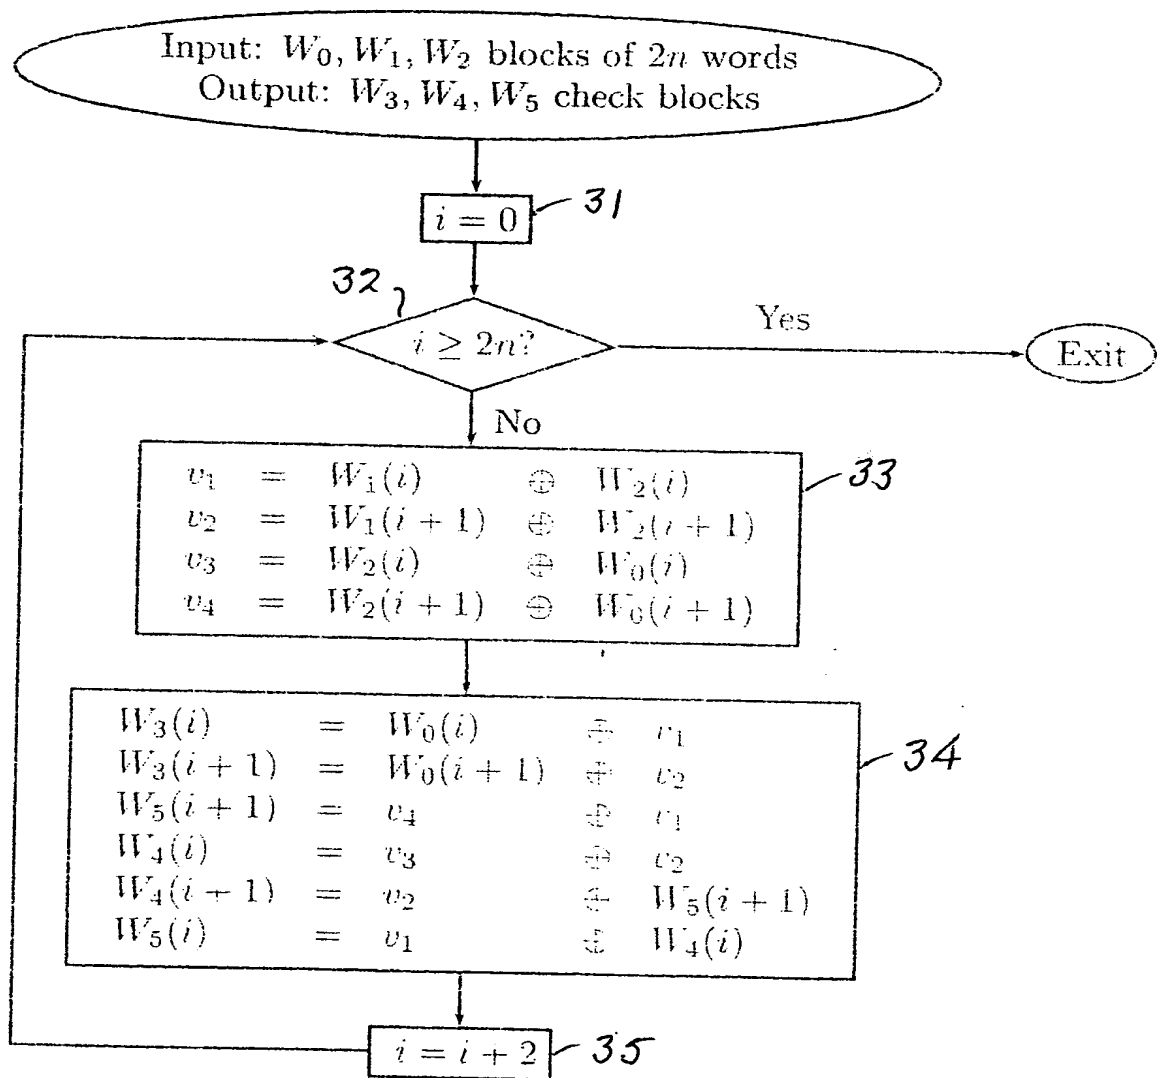 Input: W₀, W₁, W₂ blocks of 2n words
Output: W₃, W₄, W₅ check blocks
i = 0
31
32
i ≥ 2n?
Yes
Exit
No
v₁ = W₁(i) ⊕ W₂(i)
v₂ = W₁(i + 1) ⊕ W₂(i + 1)
v₃ = W₂(i) ⊕ W₀(i)
v₄ = W₂(i + 1) ⊕ W₀(i + 1)
33
W₃(i) = W₀(i) ⊕ v₁
W₃(i + 1) = W₀(i + 1) ⊕ v₂
W₅(i + 1) = v₄ ⊕ v₁
W₄(i) = v₃ ⊕ v₂
W₄(i + 1) = v₂ ⊕ W₅(i + 1)
W₅(i) = v₁ ⊕ W₄(i)
34
i = i + 2
35